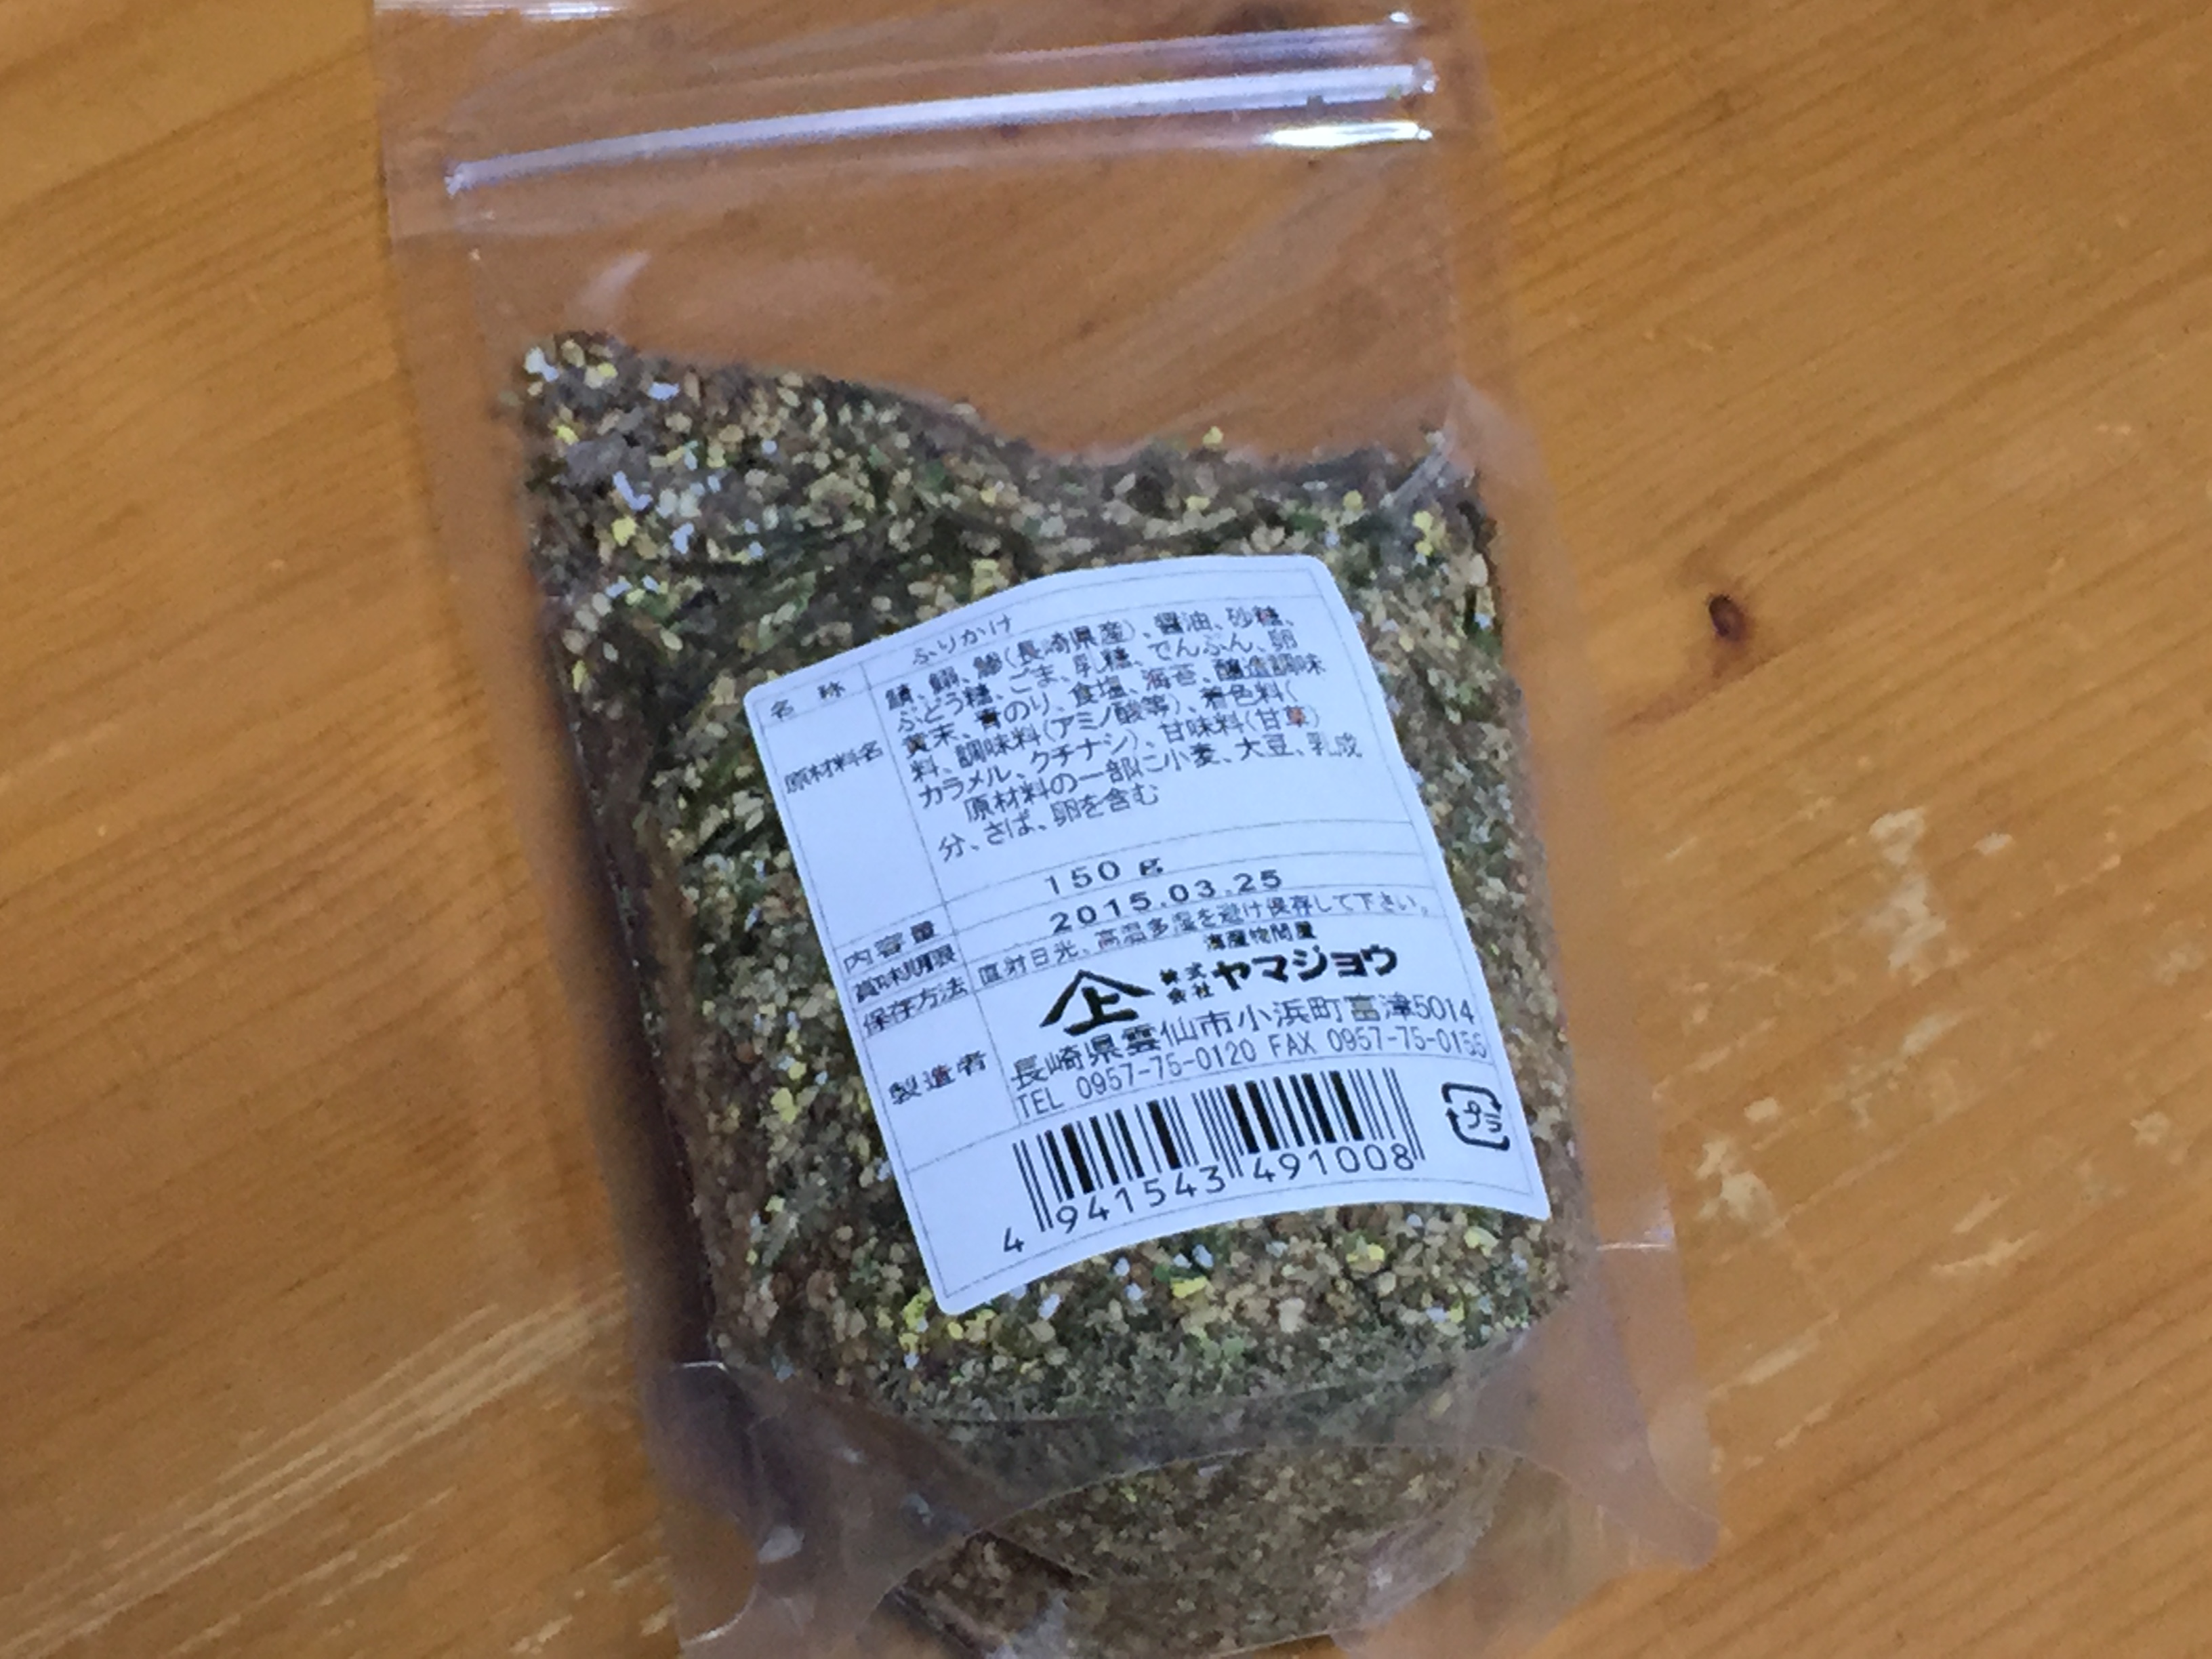 名　称　ふりかけ
原材料名　鯖、鰯、鯵(長崎県産)、醤油、砂糖、
ぶどう糖、ごま、乳糖、でんぷん、卵
黄末、青のり、食塩、海苔、醸造調味
料、調味料(アミノ酸等)、着色料(
カラメル、クチナシ)、甘味料(甘草)
原材料の一部に小麦、大豆、乳成
分、さば、卵を含む
内容量　150 g
賞味期限　2015.03.25
保存方法　直射日光、高温多湿を避け保存して下さい。
海産物問屋
製造者　上　株式会社　ヤマジョウ
長崎県雲仙市小浜町富津5014
TEL 0957-75-0120 FAX 0957-75-0155
プラ
4 941543 491008